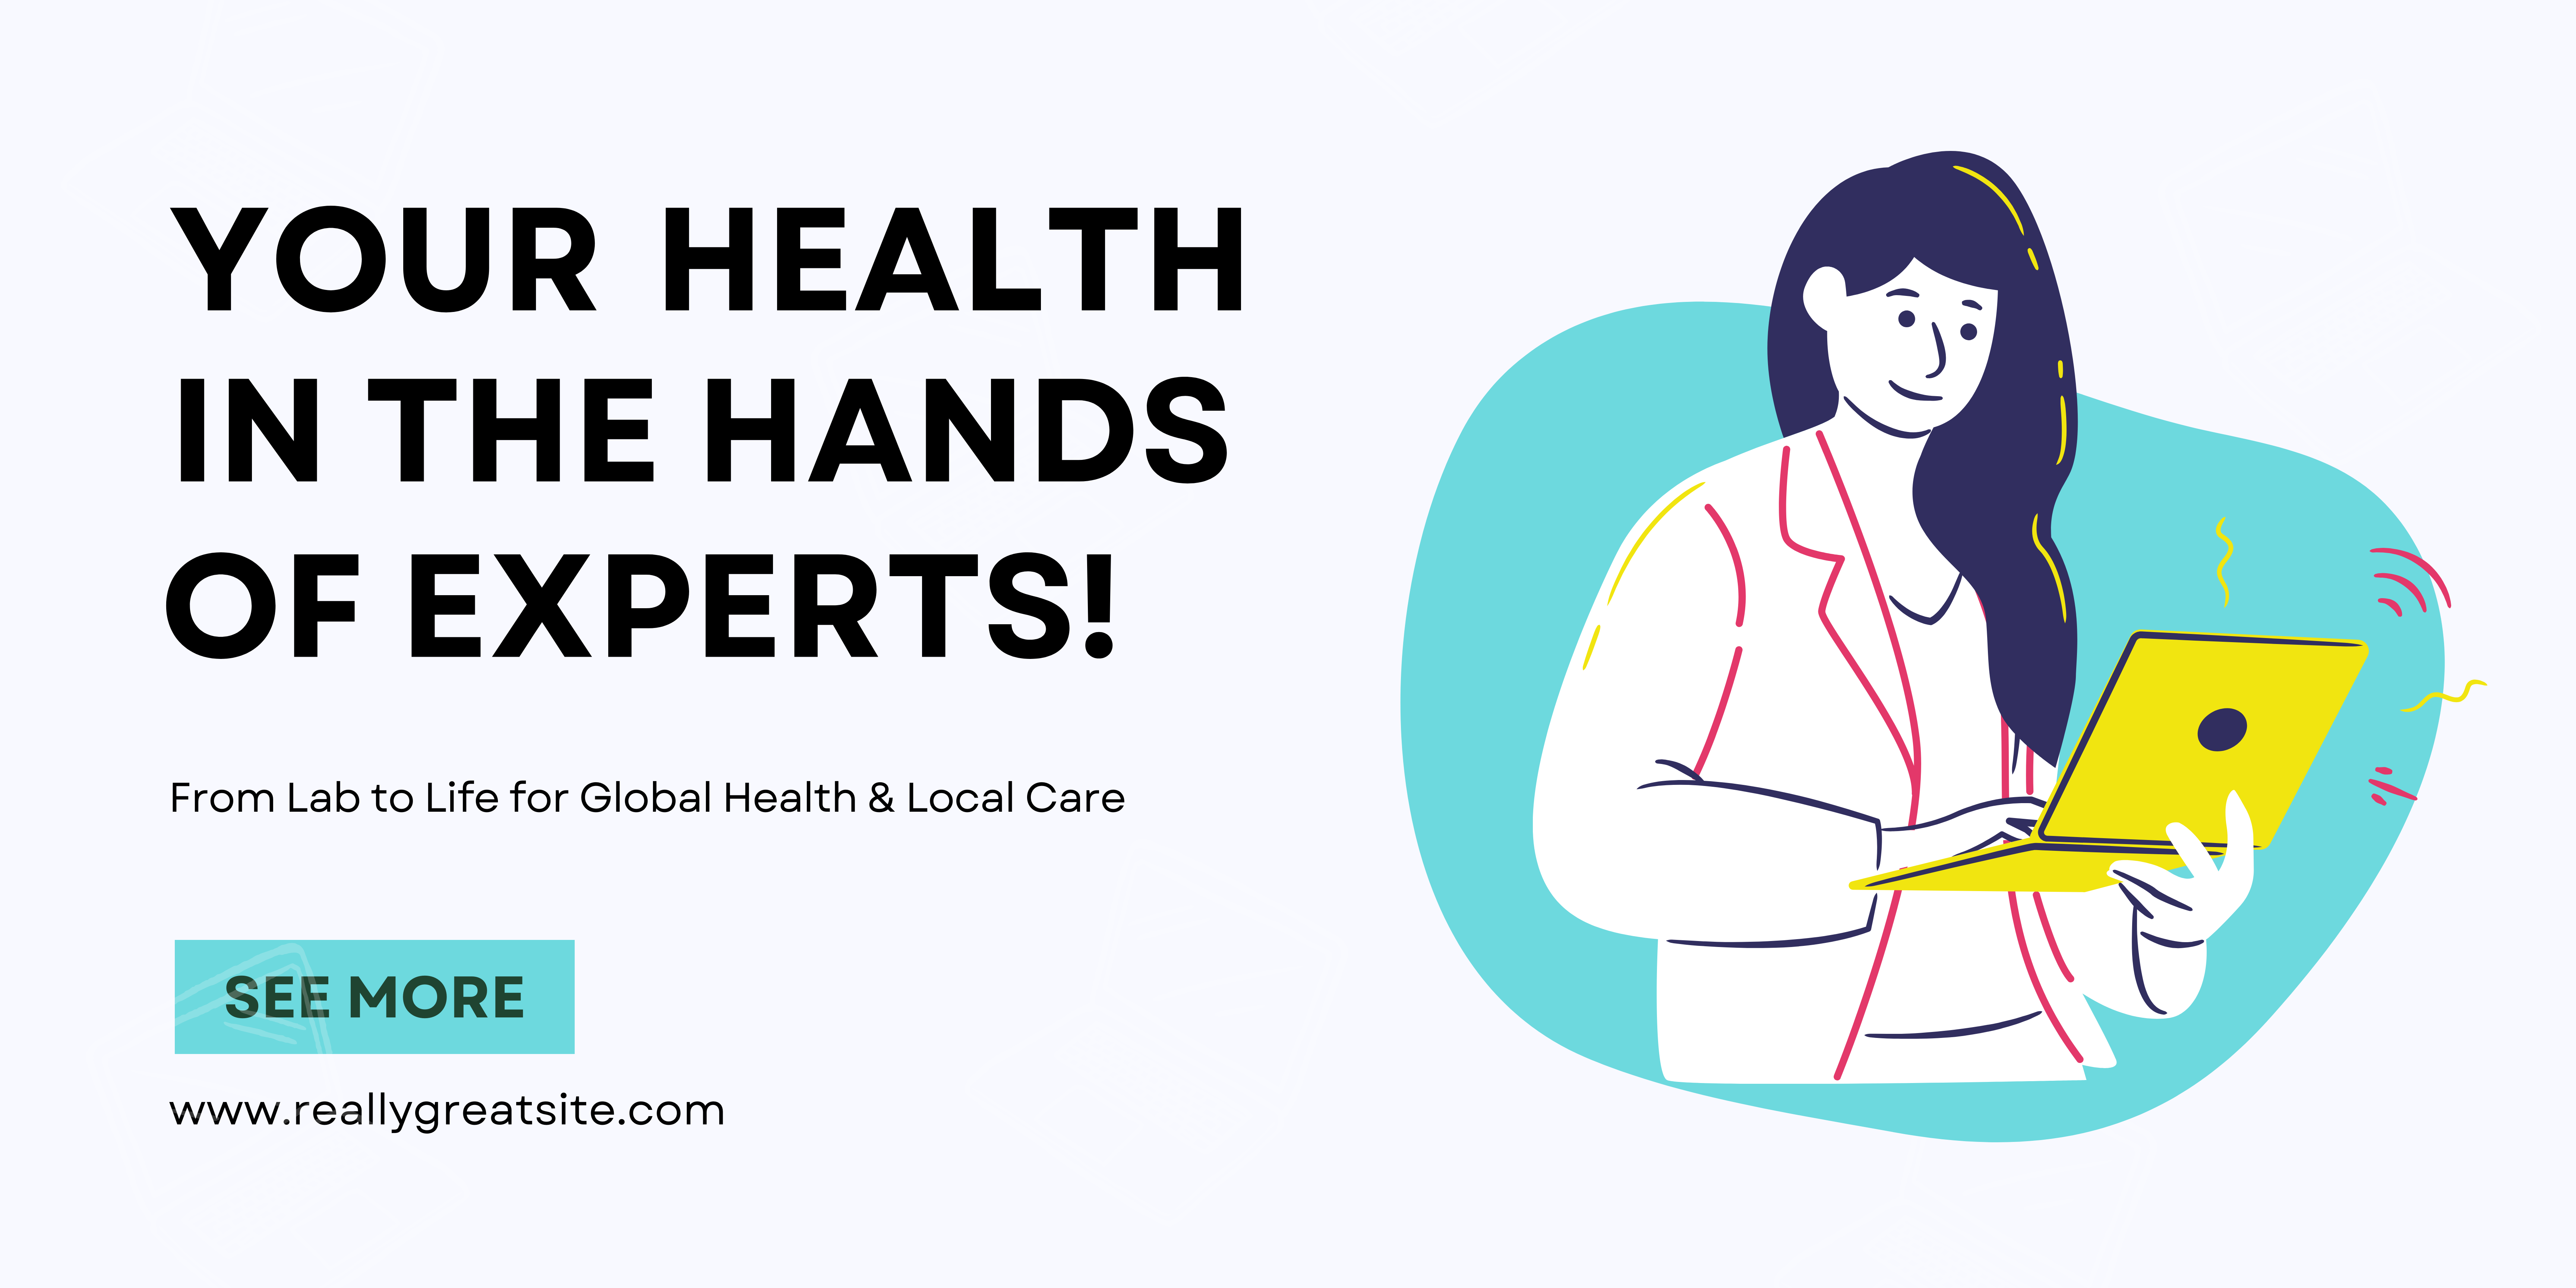 YOUR HEALTH
IN THE HANDS
OF EXPERTS!
From Lab to Life for Global Health & Local Care
SEE MORE
www.reallygreatsite.com